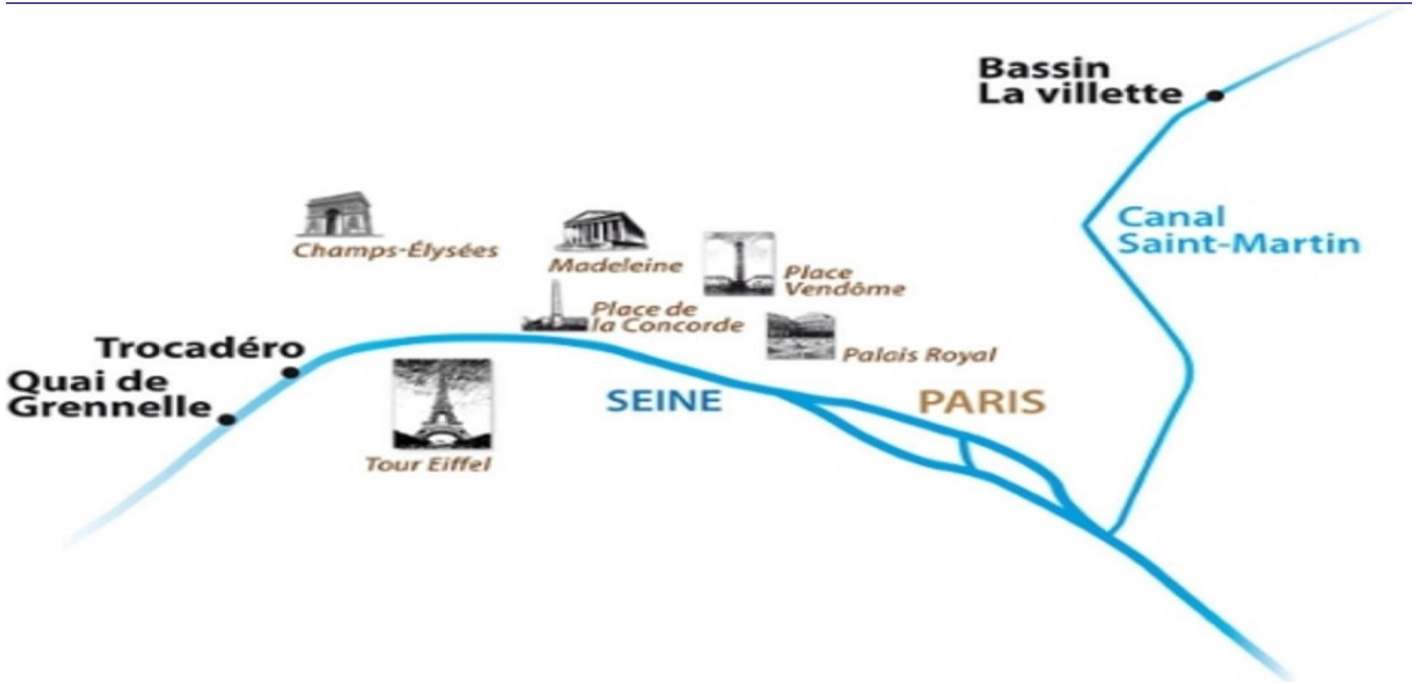 Bassin
La villette
Canal
Saint-Martin
Champs-Élysées
Madeleine
Place
Vendôme
Place de
la Concorde
Palais Royal
Trocadéro
Quai de
Grennelle
SEINE
PARIS
Tour Eiffel